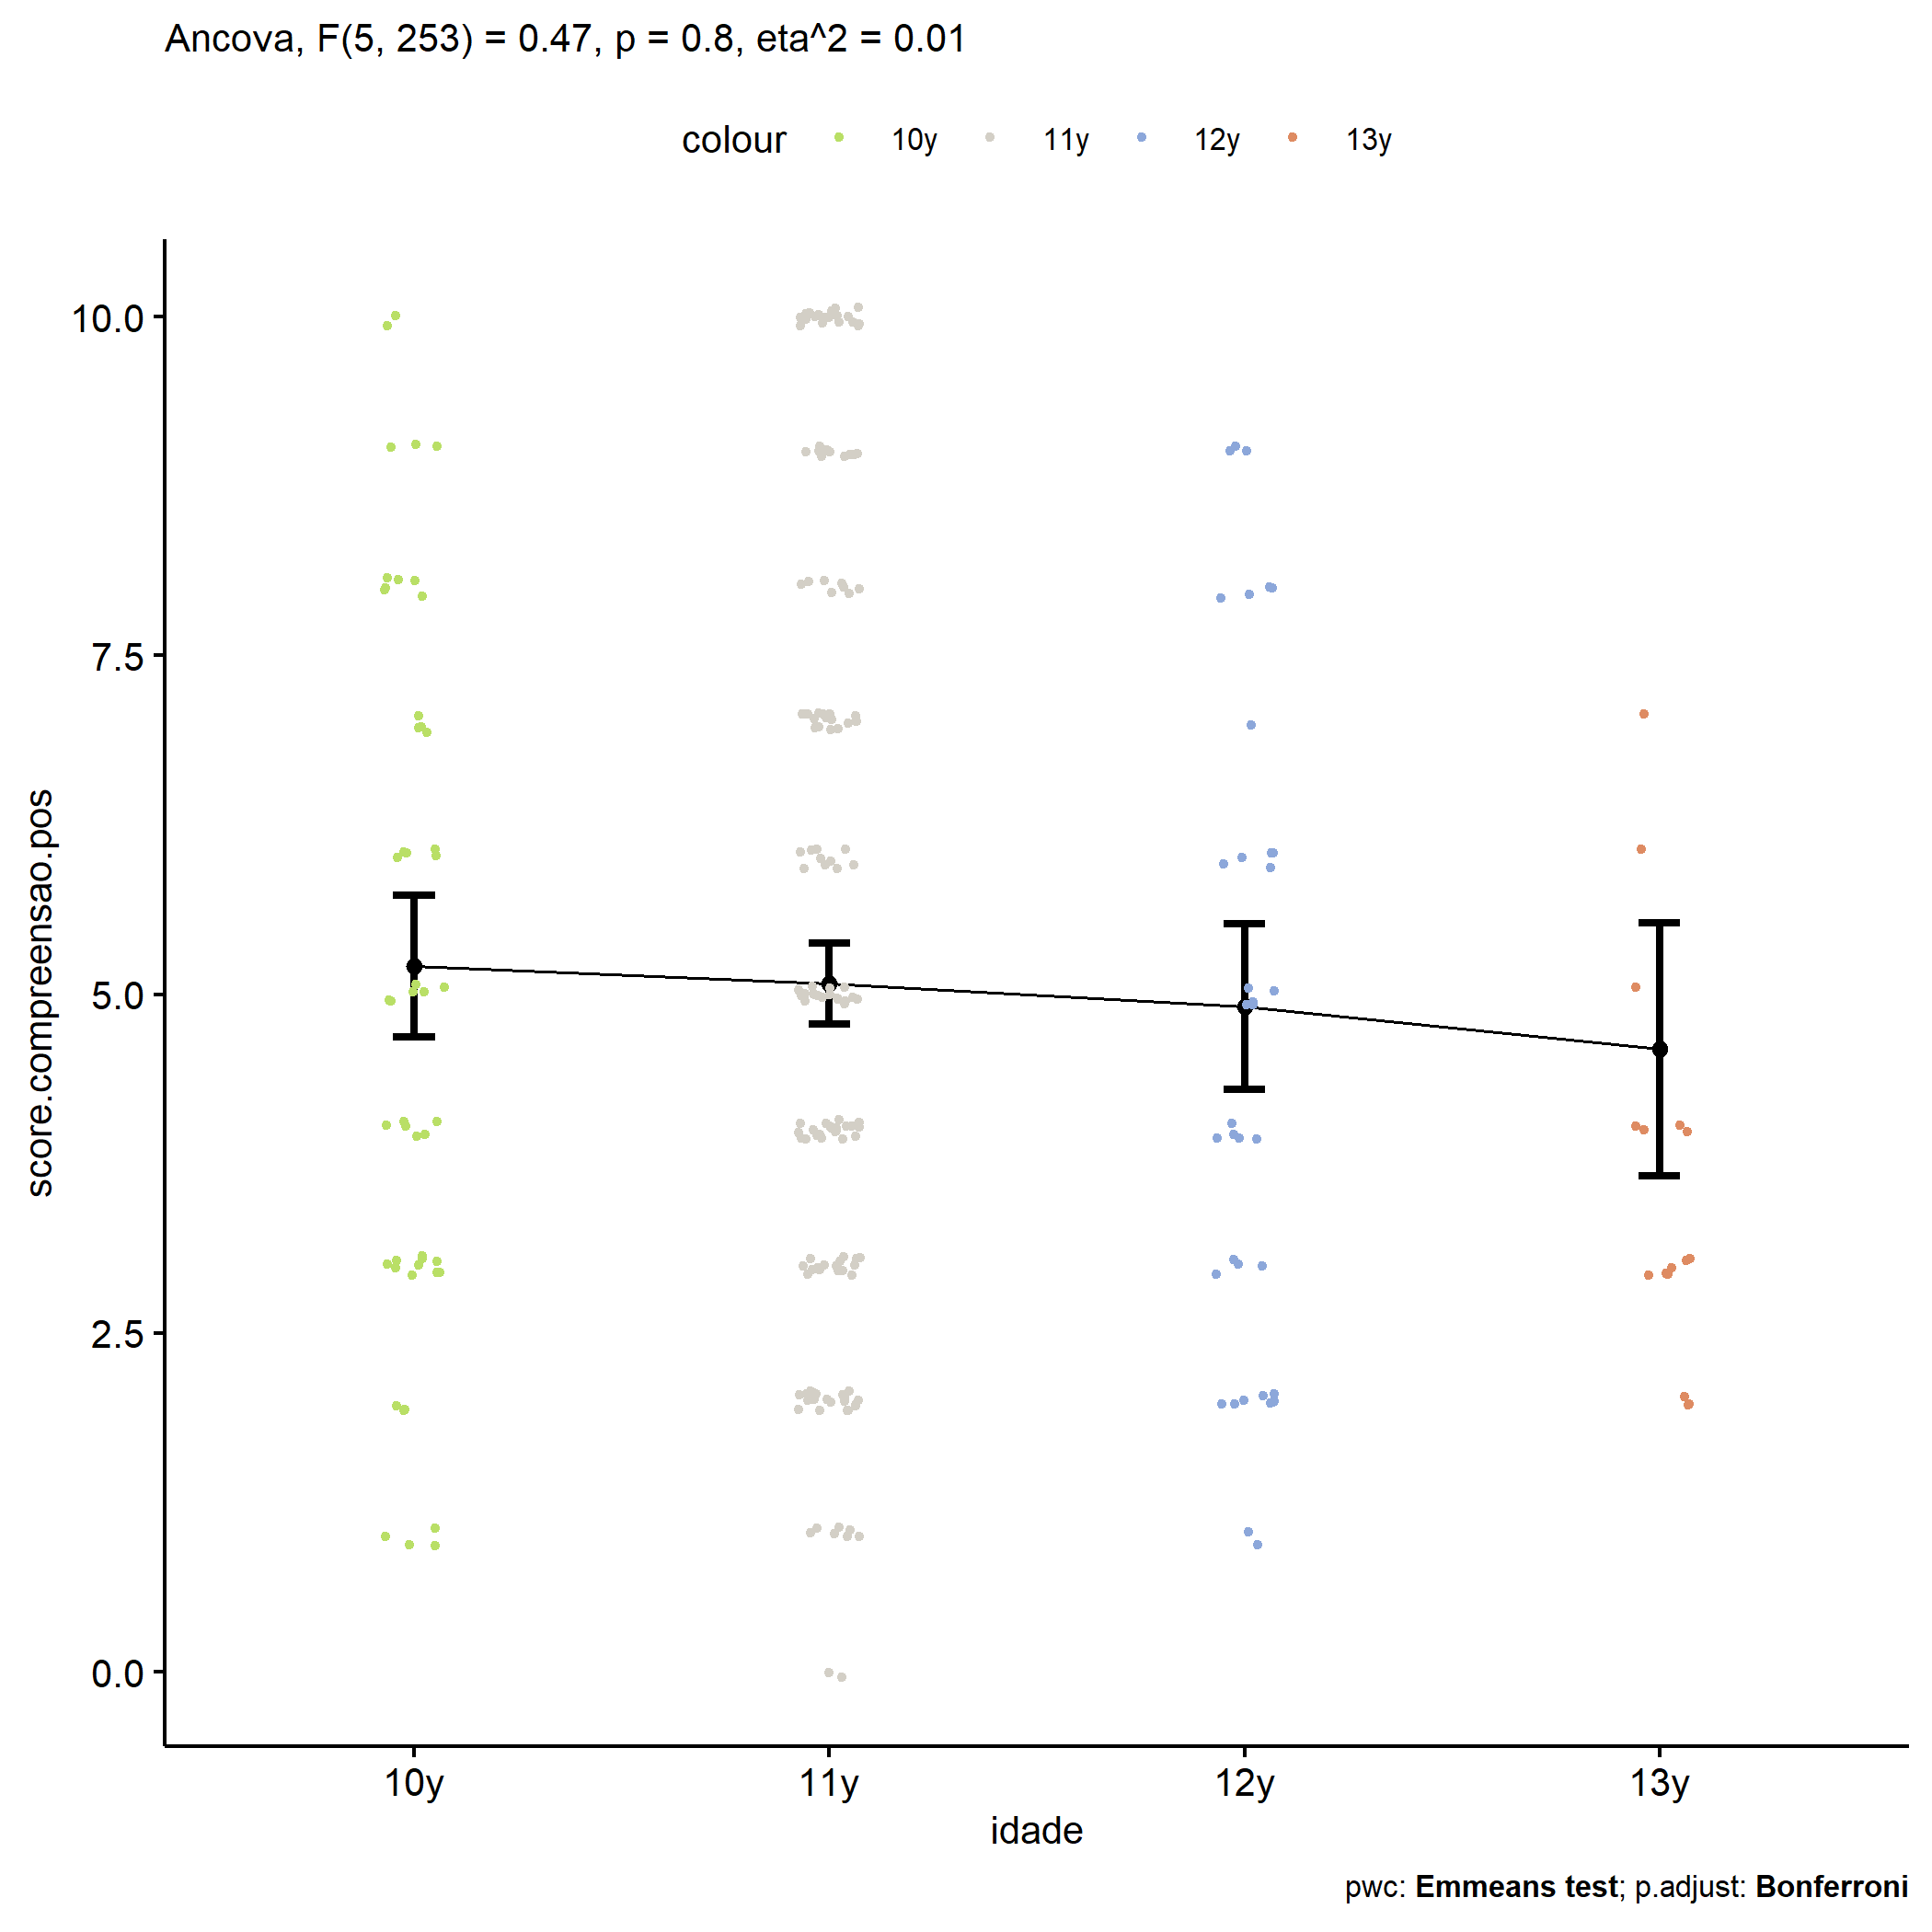 Ancova, F(5, 253) = 0.47, p = 0.8, eta^2 = 0.01
colour 10y 11y 12y 13y
10.0
7.5
5.0
2.5
0.0
score.compreensao.pos
10y 11y 12y 13y
idade
pwc: Emmeans test; p.adjust: Bonferroni